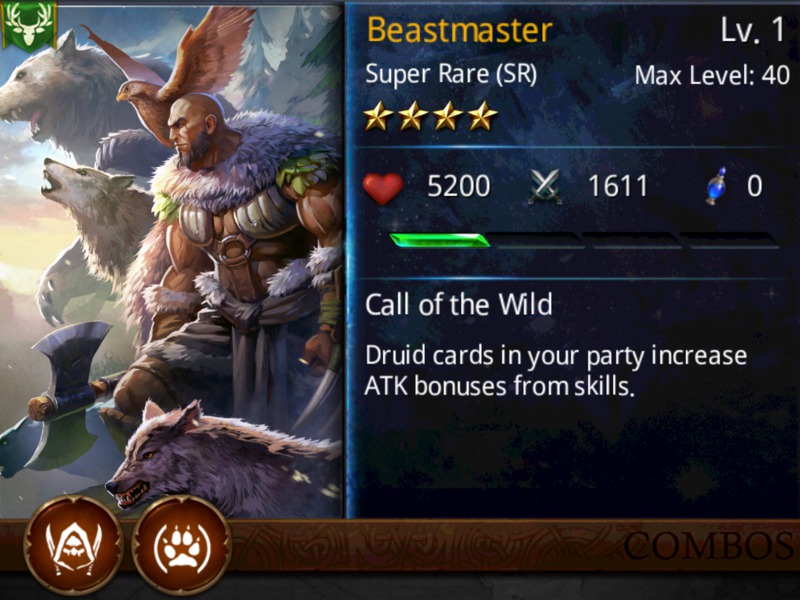 Beastmaster Lv. 1
Super Rare (SR) Max Level: 40
5200 1611 0
Call of the Wild
Druid cards in your party increase
ATK bonuses from skills.
COMBOS